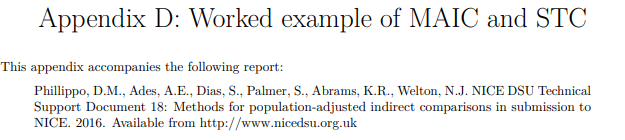 Appendix D: Worked example of MAIC and STC
This appendix accompanies the following report:
Phillippo, D.M., Ades, A.E., Dias, S., Palmer, S., Abrams, K.R., Welton, N.J. NICE DSU Technical
Support Document 18: Methods for population-adjusted indirect comparisons in submission to
NICE. 2016. Available from http://www.nicedsu.org.uk